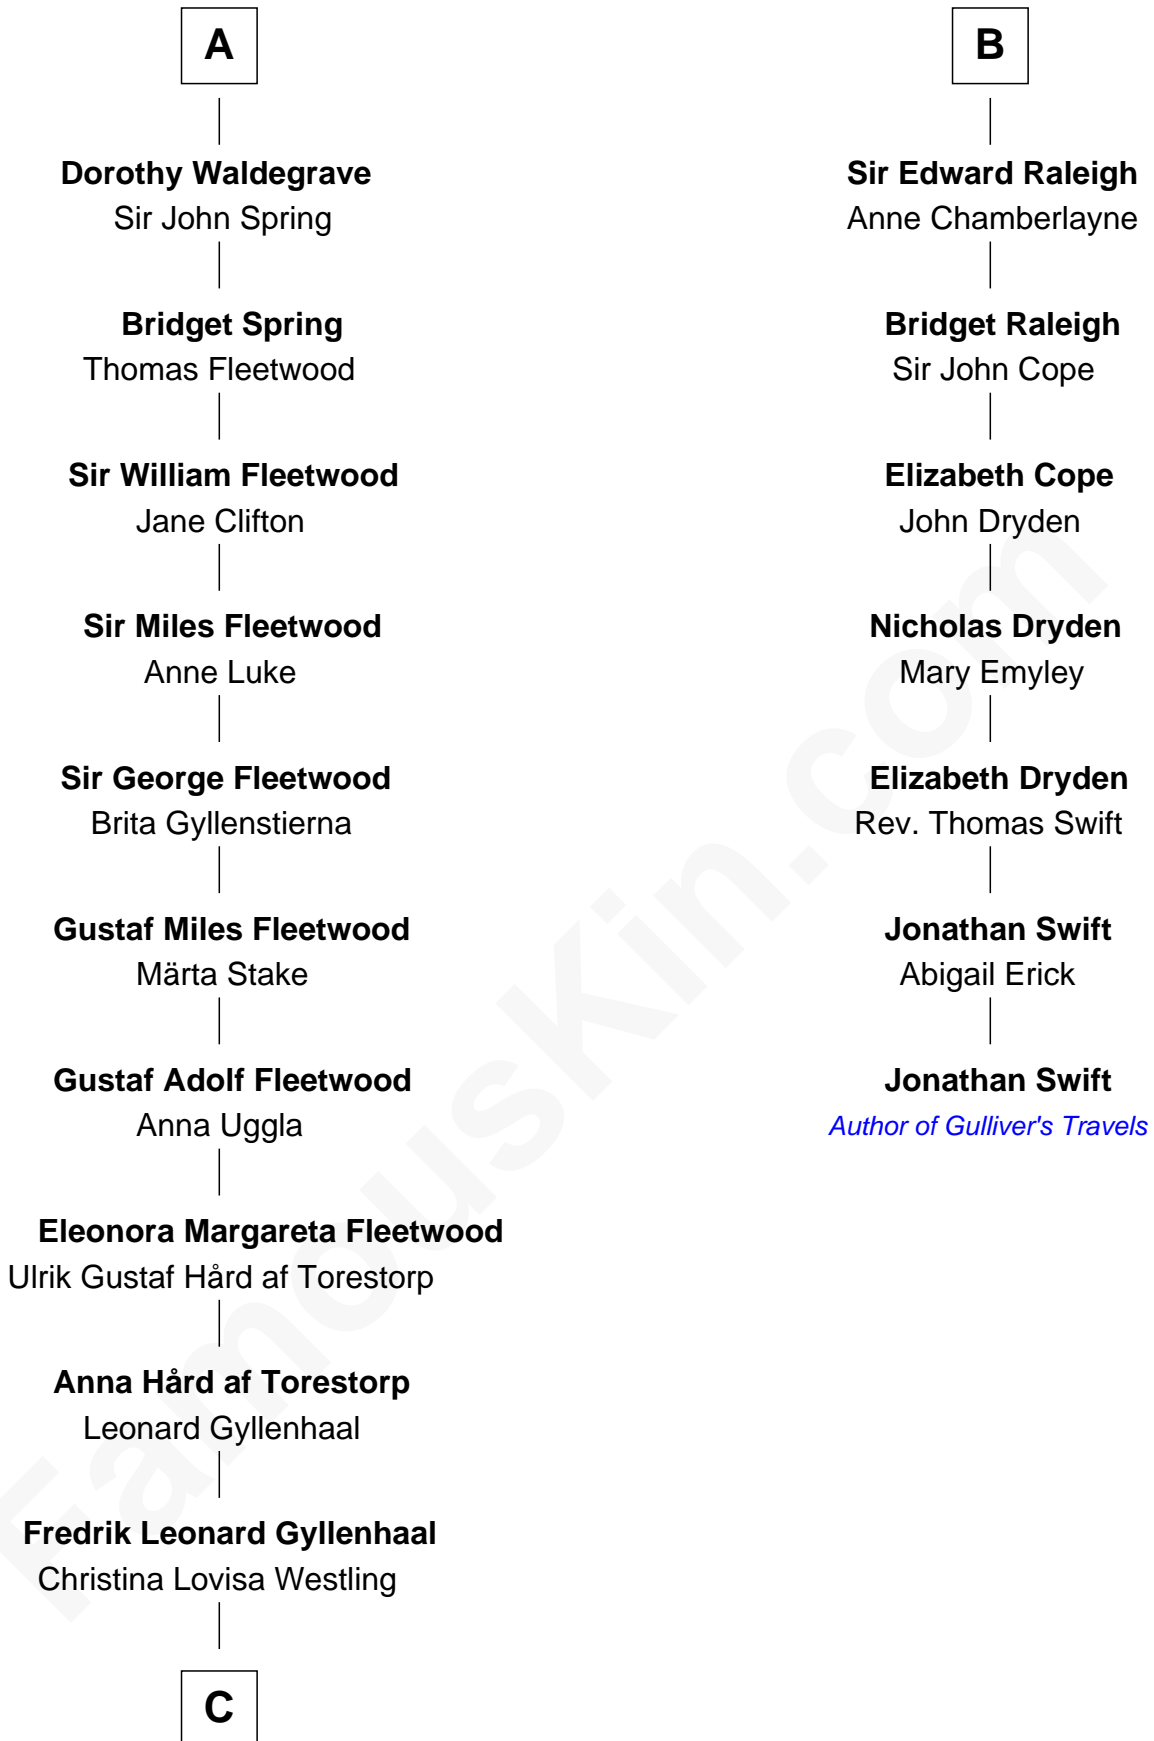 A
Dorothy Waldegrave
Sir John Spring
Bridget Spring
Thomas Fleetwood
Sir William Fleetwood
Jane Clifton
Sir Miles Fleetwood
Anne Luke
Sir George Fleetwood
Brita Gyllenstierna
Gustaf Miles Fleetwood
Märta Stake
Gustaf Adolf Fleetwood
Anna Uggla
Eleonora Margareta Fleetwood
Ulrik Gustaf Hård af Torestorp
Anna Hård af Torestorp
Leonard Gyllenhaal
Fredrik Leonard Gyllenhaal
Christina Lovisa Westling
C
B
Sir Edward Raleigh
Anne Chamberlayne
Bridget Raleigh
Sir John Cope
Elizabeth Cope
John Dryden
Nicholas Dryden
Mary Emyley
Elizabeth Dryden
Rev. Thomas Swift
Jonathan Swift
Abigail Erick
Jonathan Swift
Author of Gulliver's Travels
FamousKin.com